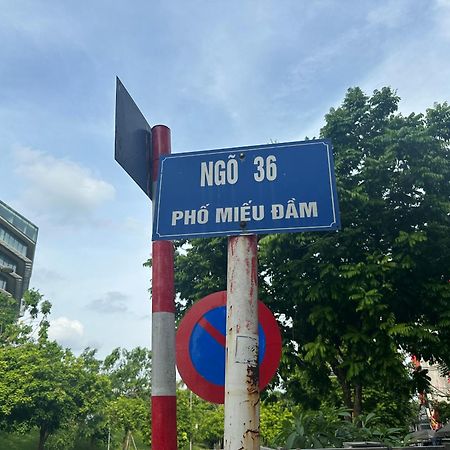 NGÕ 36
PHỐ MIẾU ĐẦM